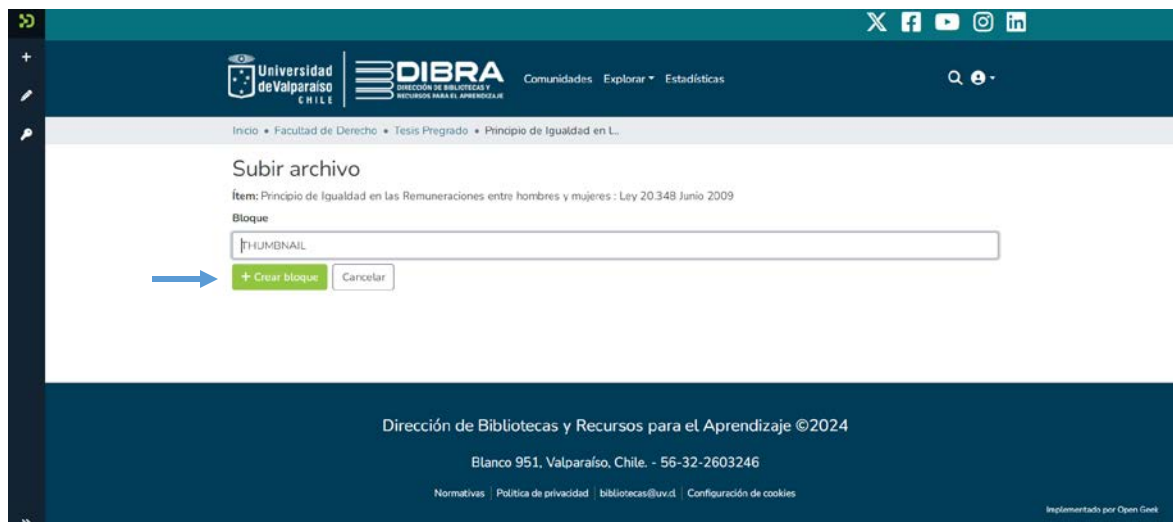 Universidad
de Valparaíso
CHILE
DIBRA
DIRECCIÓN DE BIBLIOTECAS Y
RECURSOS PARA EL APRENDIZAJE
Comunidades Explorar Estadísticas
Inicio • Facultad de Derecho • Tesis Pregrado • Principio de Igualdad en L...
Subir archivo
Ítem: Principio de Igualdad en las Remuneraciones entre hombres y mujeres : Ley 20.348 Junio 2009
Bloque
THUMBNAIL
+ Crear bloque Cancelar
Dirección de Bibliotecas y Recursos para el Aprendizaje ©2024
Blanco 951, Valparaíso, Chile. - 56-32-2603246
Normativas Política de privacidad bibliotecas@uv.cl Configuración de cookies
Implementado por Open Geek